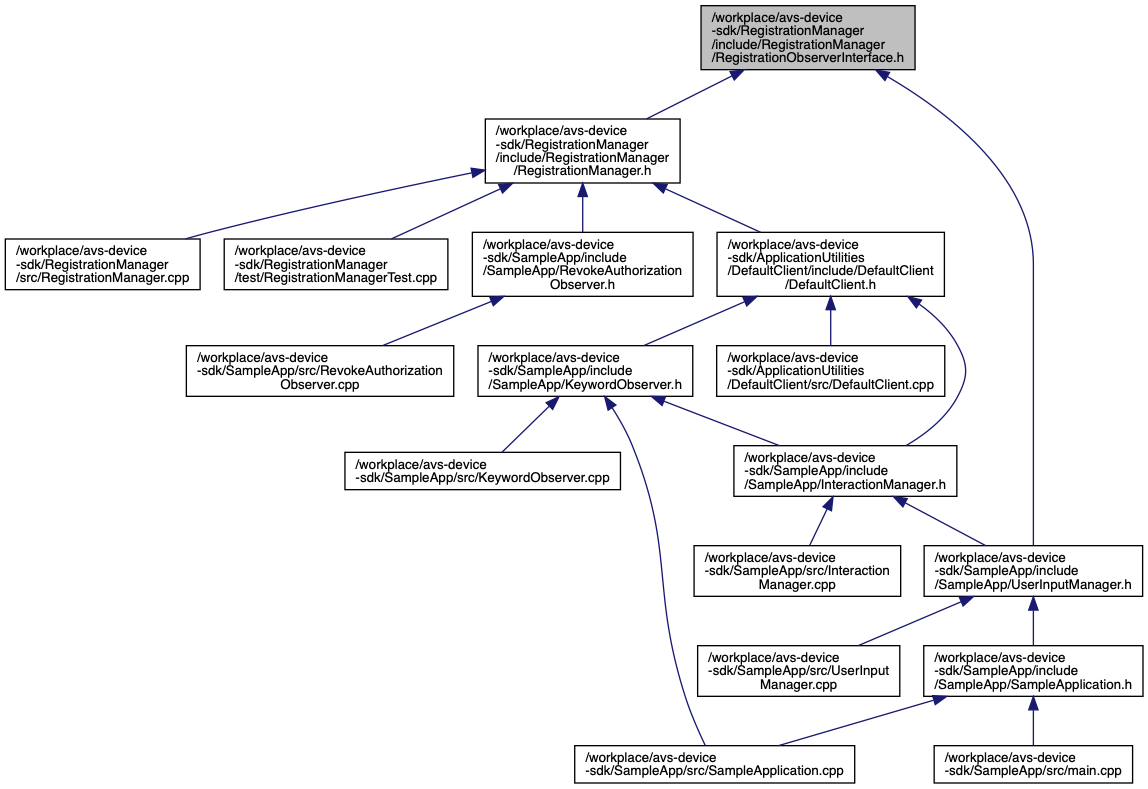 /workplace/avs-device
-sdk/RegistrationManager
/include/RegistrationManager
/RegistrationObserverInterface.h
/workplace/avs-device
-sdk/RegistrationManager
/include/RegistrationManager
/RegistrationManager.h
/workplace/avs-device
-sdk/RegistrationManager
/src/RegistrationManager.cpp
/workplace/avs-device
-sdk/RegistrationManager
/test/RegistrationManagerTest.cpp
/workplace/avs-device
-sdk/SampleApp/include
/SampleApp/RevokeAuthorization
Observer.h
/workplace/avs-device
-sdk/ApplicationUtilities
/DefaultClient/include/DefaultClient
/DefaultClient.h
/workplace/avs-device
-sdk/SampleApp/src/RevokeAuthorization
Observer.cpp
/workplace/avs-device
-sdk/SampleApp/include
/SampleApp/KeywordObserver.h
/workplace/avs-device
-sdk/ApplicationUtilities
/DefaultClient/src/DefaultClient.cpp
/workplace/avs-device
-sdk/SampleApp/src/KeywordObserver.cpp
/workplace/avs-device
-sdk/SampleApp/include
/SampleApp/InteractionManager.h
/workplace/avs-device
-sdk/SampleApp/src/Interaction
Manager.cpp
/workplace/avs-device
-sdk/SampleApp/include
/SampleApp/UserInputManager.h
/workplace/avs-device
-sdk/SampleApp/src/UserInput
Manager.cpp
/workplace/avs-device
-sdk/SampleApp/include
/SampleApp/SampleApplication.h
/workplace/avs-device
-sdk/SampleApp/src/SampleApplication.cpp
/workplace/avs-device
-sdk/SampleApp/src/main.cpp